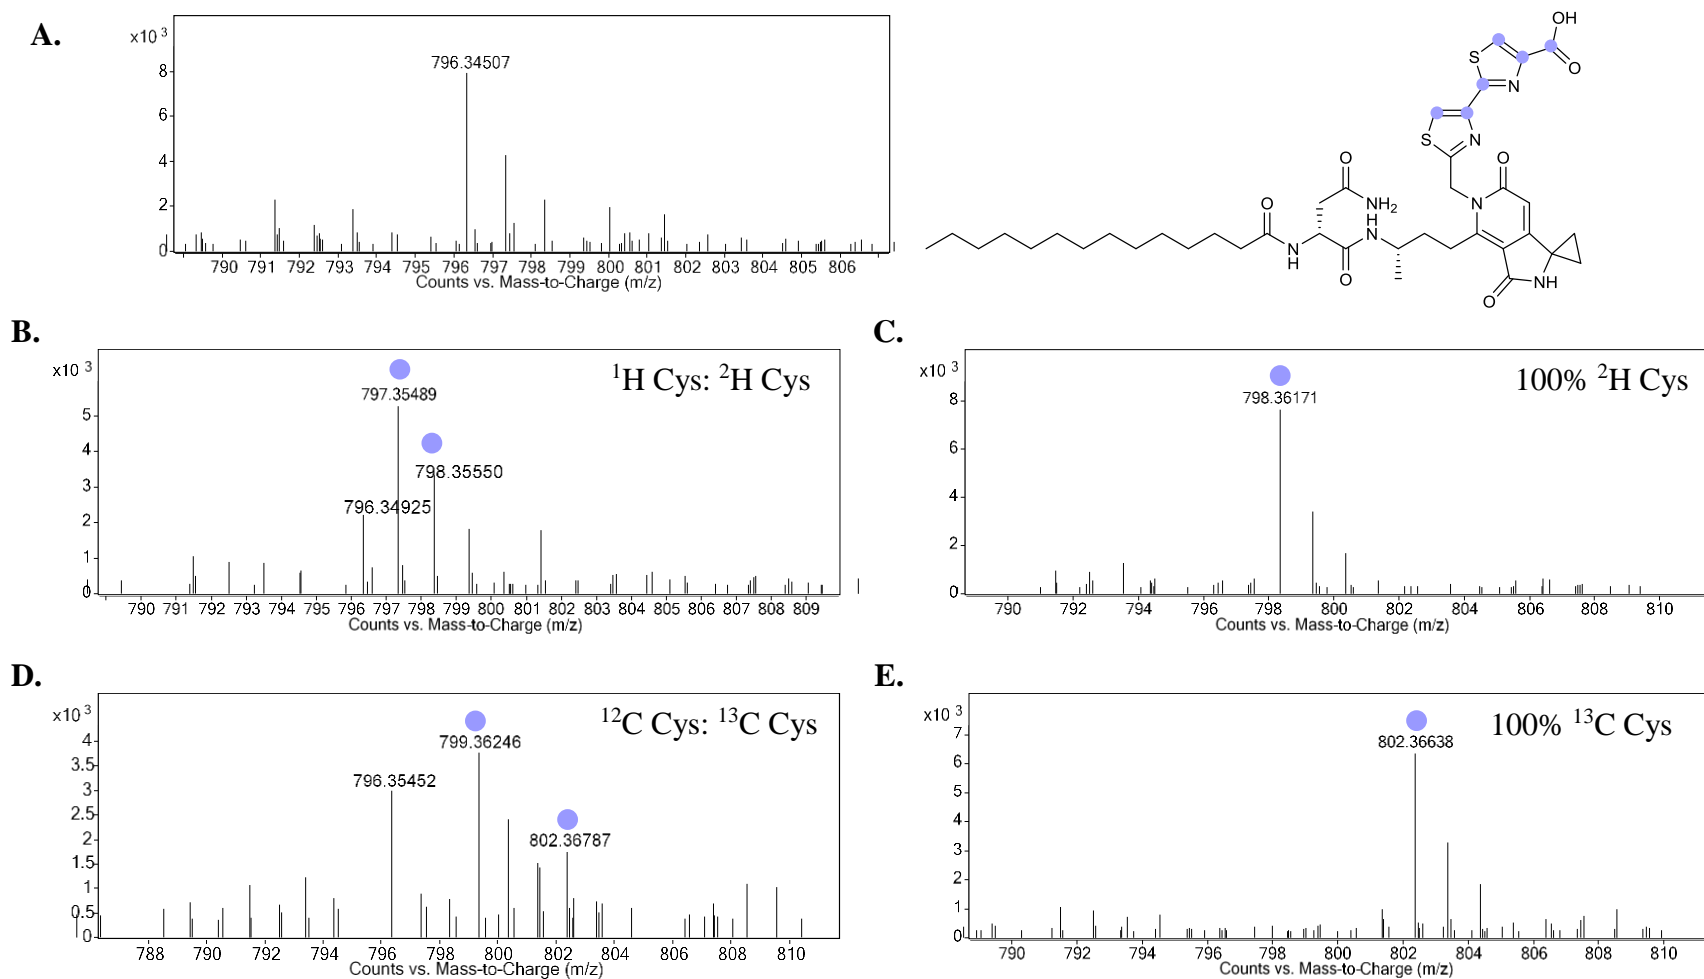 A.
x10 3
796.34507
8
6
4
2
0
790 791 792 793 794 795 796 797 798 799 800 801 802 803 804 805 806
Counts vs. Mass-to-Charge (m/z)
OH
O
S
N
S
N
O
O
O
NH2
N
H
N
N
H
O
O
NH
B.
x10 3
1H Cys: 2H Cys
797.35489
798.35550
796.34925
5
4
3
2
1
0
790 791 792 793 794 795 796 797 798 799 800 801 802 803 804 805 806 807 808 809
Counts vs. Mass-to-Charge (m/z)
C.
x10 3
100% 2H Cys
798.36171
8
6
4
2
0
790 792 794 796 798 800 802 804 806 808 810
Counts vs. Mass-to-Charge (m/z)
D.
x10 3
12C Cys: 13C Cys
799.36246
796.35452
802.36787
4
3.5
3
2.5
2
1.5
1
0.5
0
788 790 792 794 796 798 800 802 804 806 808 810
Counts vs. Mass-to-Charge (m/z)
E.
x10 3
100% 13C Cys
802.36638
7
6
5
4
3
2
1
0
790 792 794 796 798 800 802 804 806 808 810
Counts vs. Mass-to-Charge (m/z)